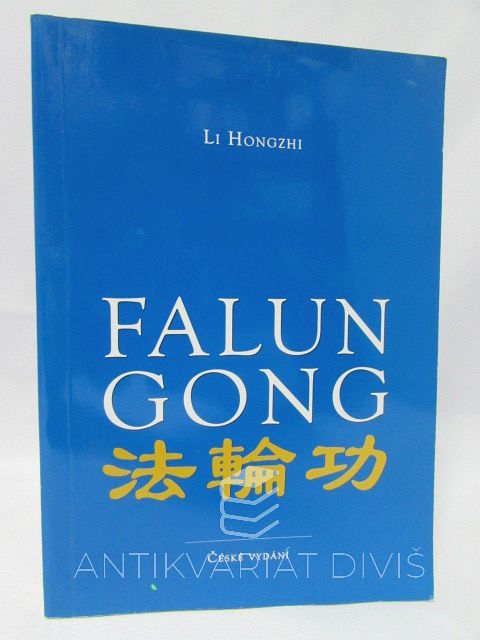 LI HONGZHI
FALUN
GONG
法輪功
ČESKÉ VYDÁNÍ
ANTIKVARIÁT DIVIŠ